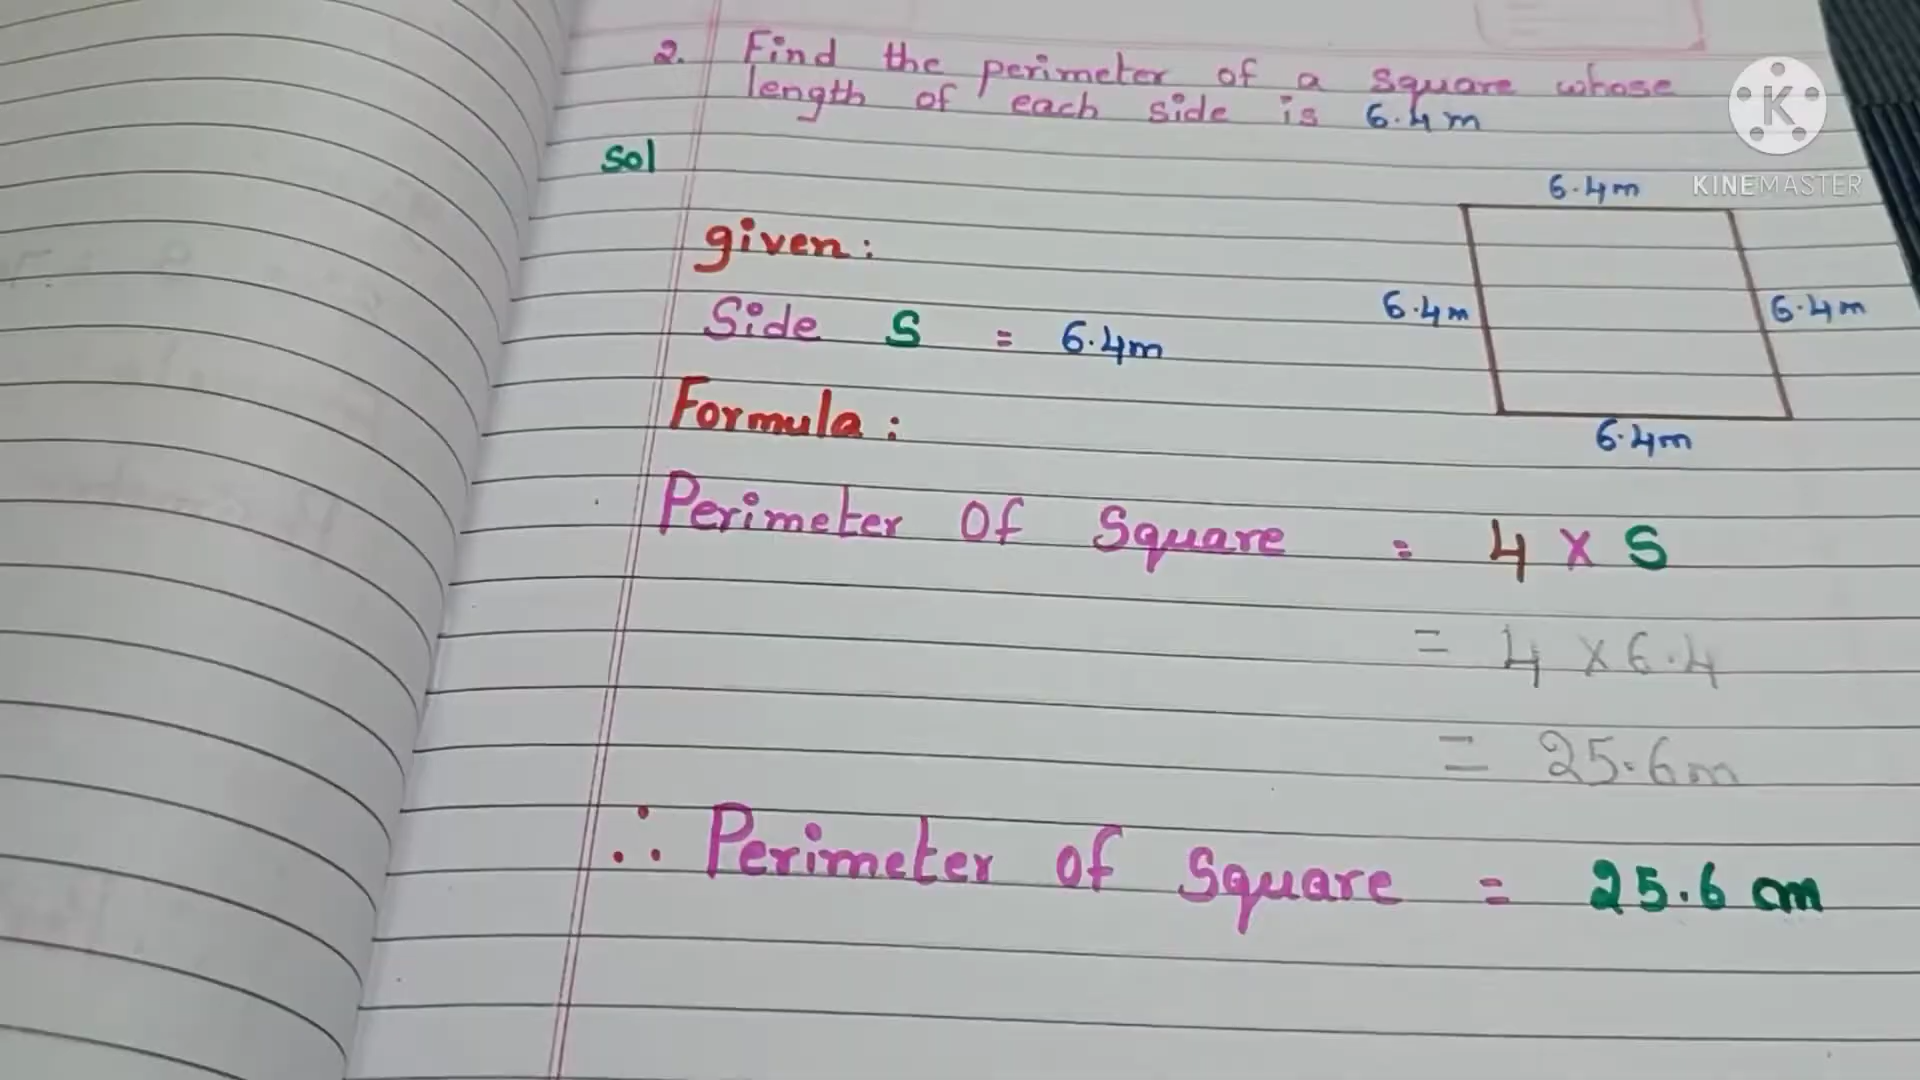 2. Find the perimeter of a square whose
length of each side is 6.4m
Sol
6.4m
given:
Side S = 6.4m
6.4m
6.4m
Formula:
6.4m
Perimeter Of Square = 4 x S
= 4 x 6.4
= 25.6m
∴ Perimeter of Square = 25.6 cm
K
KINEMASTER